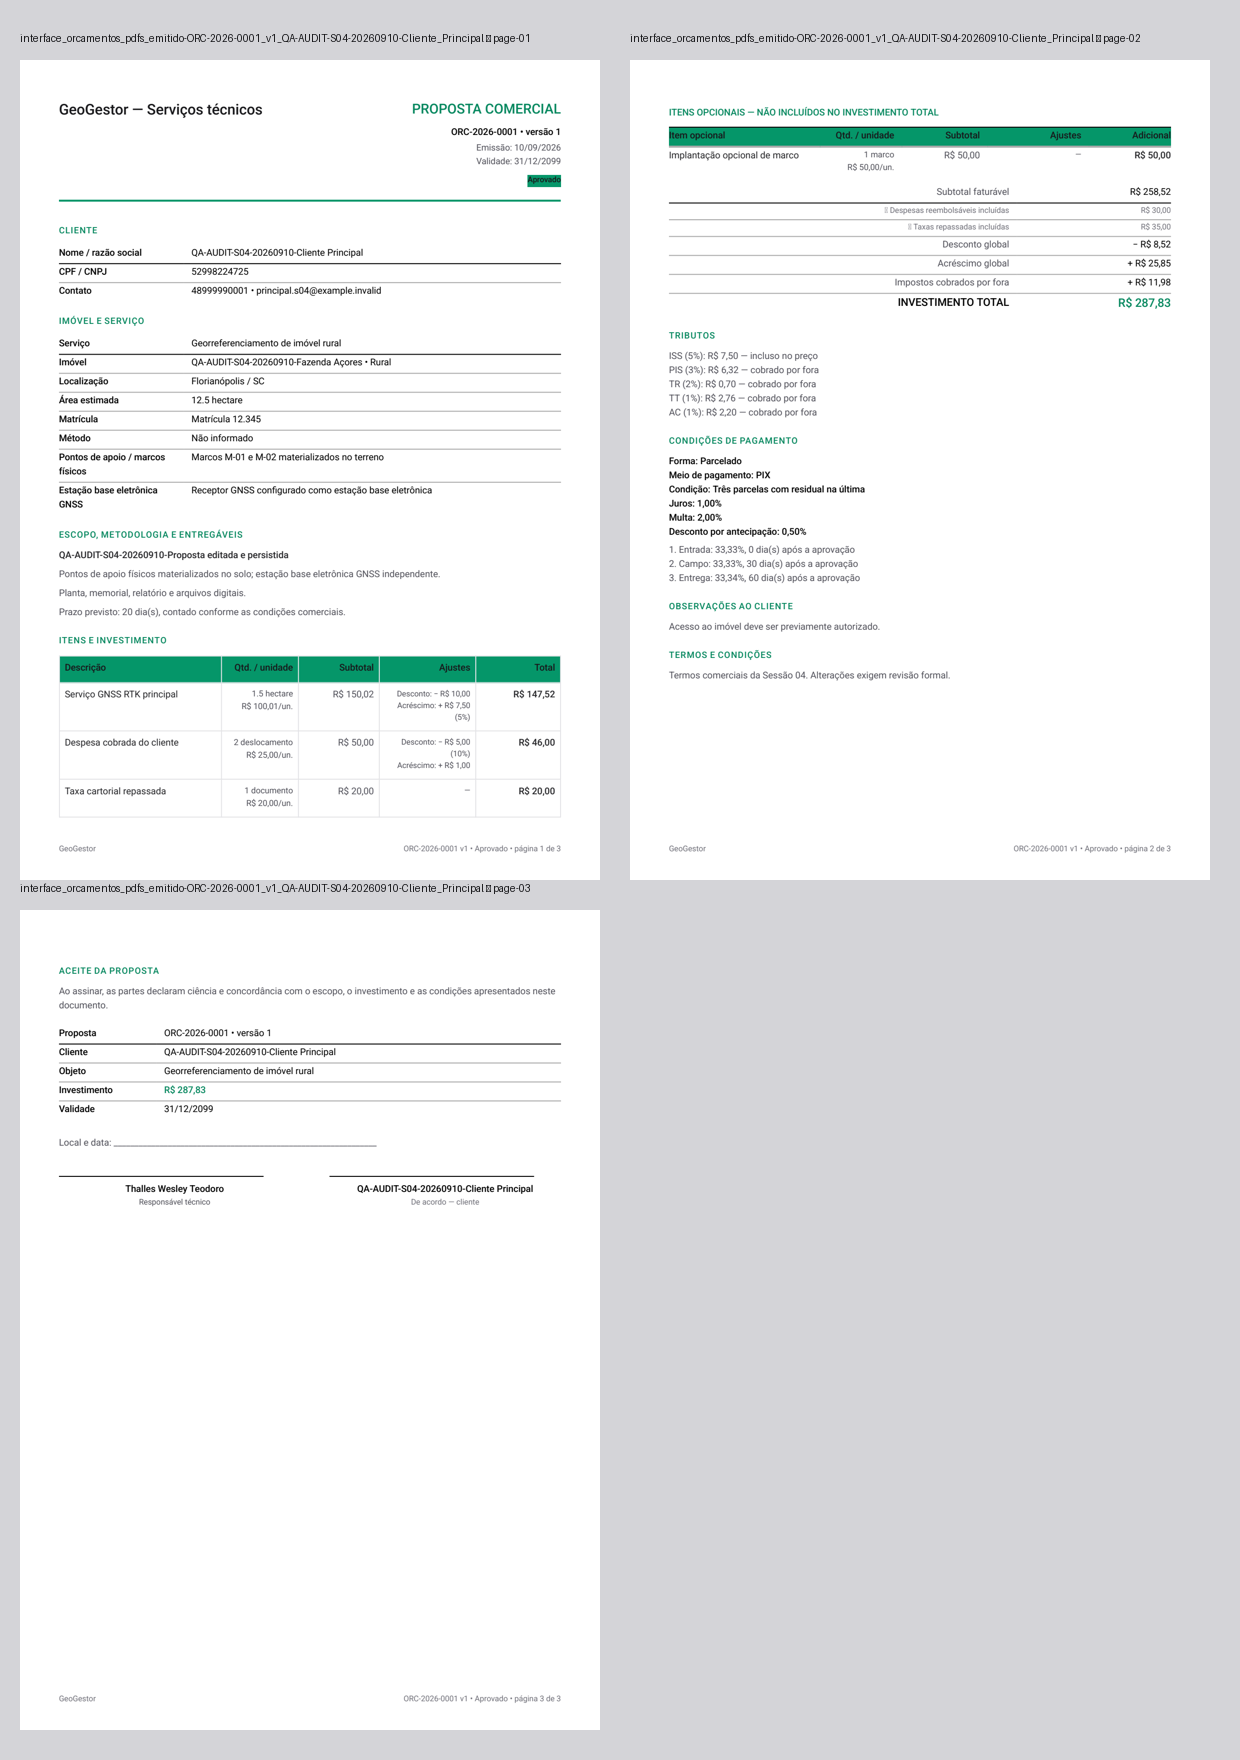 interface_orcamentos_pdfs_emitido-ORC-2026-0001_v1_QA-AUDIT-S04-20260910-Cliente_Principal page-01
GeoGestor — Serviços técnicos
PROPOSTA COMERCIAL
ORC-2026-0001 • versão 1
Emissão: 10/09/2026
Validade: 31/12/2099
Aprovado
CLIENTE
Nome / razão social QA-AUDIT-S04-20260910-Cliente Principal
CPF / CNPJ 52998224725
Contato 48999990001 • principal.s04@example.invalid
IMÓVEL E SERVIÇO
Serviço Georreferenciamento de imóvel rural
Imóvel QA-AUDIT-S04-20260910-Fazenda Açores • Rural
Localização Florianópolis / SC
Área estimada 12.5 hectare
Matrícula Matrícula 12.345
Método Não informado
Pontos de apoio / marcos Marcos M-01 e M-02 materializados no terreno
físicos
Estação base eletrônica Receptor GNSS configurado como estação base eletrônica
GNSS
ESCOPO, METODOLOGIA E ENTREGÁVEIS
QA-AUDIT-S04-20260910-Proposta editada e persistida
Pontos de apoio físicos materializados no solo; estação base eletrônica GNSS independente.
Planta, memorial, relatório e arquivos digitais.
Prazo previsto: 20 dia(s), contado conforme as condições comerciais.
ITENS E INVESTIMENTO
Descrição Qtd. / unidade Subtotal Ajustes Total
Serviço GNSS RTK principal 1.5 hectare R$ 150,02 Desconto: − R$ 10,00 R$ 147,52
R$ 100,01/un. Acréscimo: + R$ 7,50
(5%)
Despesa cobrada do cliente 2 deslocamento R$ 50,00 Desconto: − R$ 5,00 R$ 46,00
R$ 25,00/un. (10%)
Acréscimo: + R$ 1,00
Taxa cartorial repassada 1 documento R$ 20,00 — R$ 20,00
R$ 20,00/un.
GeoGestor ORC-2026-0001 v1 • Aprovado • página 1 de 3
interface_orcamentos_pdfs_emitido-ORC-2026-0001_v1_QA-AUDIT-S04-20260910-Cliente_Principal page-02
ITENS OPCIONAIS — NÃO INCLUÍDOS NO INVESTIMENTO TOTAL
Item opcional Qtd. / unidade Subtotal Ajustes Adicional
Implantação opcional de marco 1 marco R$ 50,00 — R$ 50,00
R$ 50,00/un.
Subtotal faturável R$ 258,52
Despesas reembolsáveis incluídas R$ 30,00
Taxas repassadas incluídas R$ 35,00
Desconto global − R$ 8,52
Acréscimo global + R$ 25,85
Impostos cobrados por fora + R$ 11,98
INVESTIMENTO TOTAL R$ 287,83
TRIBUTOS
ISS (5%): R$ 7,50 — incluso no preço
PIS (3%): R$ 6,32 — cobrado por fora
TR (2%): R$ 0,70 — cobrado por fora
TT (1%): R$ 2,76 — cobrado por fora
AC (1%): R$ 2,20 — cobrado por fora
CONDIÇÕES DE PAGAMENTO
Forma: Parcelado
Meio de pagamento: PIX
Condição: Três parcelas com residual na última
Juros: 1,00%
Multa: 2,00%
Desconto por antecipação: 0,50%
1. Entrada: 33,33%, 0 dia(s) após a aprovação
2. Campo: 33,33%, 30 dia(s) após a aprovação
3. Entrega: 33,34%, 60 dia(s) após a aprovação
OBSERVAÇÕES AO CLIENTE
Acesso ao imóvel deve ser previamente autorizado.
TERMOS E CONDIÇÕES
Termos comerciais da Sessão 04. Alterações exigem revisão formal.
GeoGestor ORC-2026-0001 v1 • Aprovado • página 2 de 3
interface_orcamentos_pdfs_emitido-ORC-2026-0001_v1_QA-AUDIT-S04-20260910-Cliente_Principal page-03
ACEITE DA PROPOSTA
Ao assinar, as partes declaram ciência e concordância com o escopo, o investimento e as condições apresentados neste
documento.
Proposta ORC-2026-0001 • versão 1
Cliente QA-AUDIT-S04-20260910-Cliente Principal
Objeto Georreferenciamento de imóvel rural
Investimento R$ 287,83
Validade 31/12/2099
Local e data:
Thalles Wesley Teodoro QA-AUDIT-S04-20260910-Cliente Principal
Responsável técnico De acordo — cliente
GeoGestor ORC-2026-0001 v1 • Aprovado • página 3 de 3